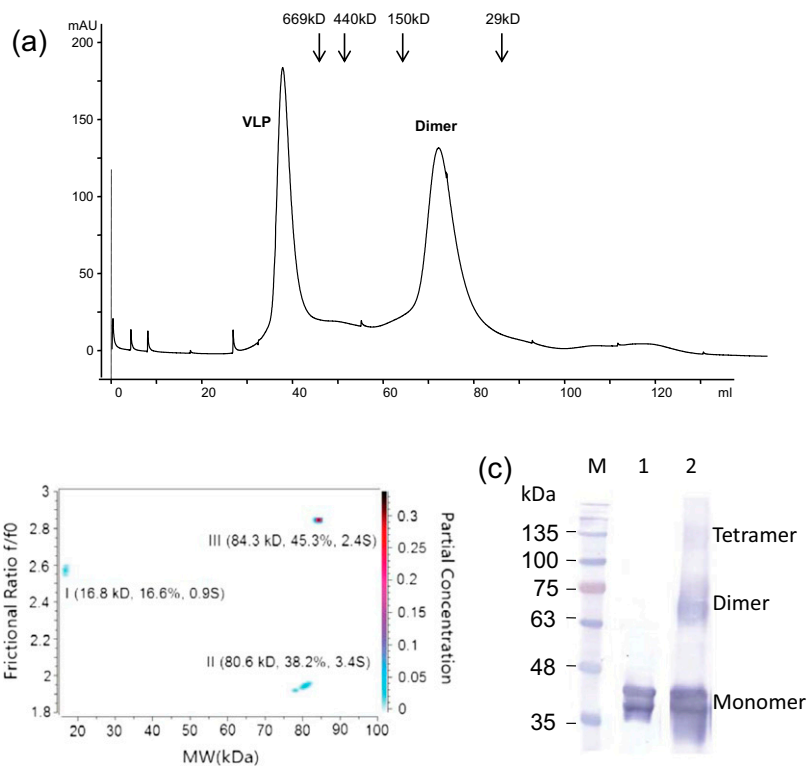 (a)
mAU
669kD 440kD 150kD 29kD
200
150
100
50
0
VLP
Dimer
0 20 40 60 80 100 120 ml
Frictional Ratio f/f0
3
2.8
2.6
2.4
2.2
2
1.8
III (84.3 kD, 45.3%, 2.4S)
I (16.8 kD, 16.6%, 0.9S)
II (80.6 kD, 38.2%, 3.4S)
20 30 40 50 60 70 80 90 100
MW(kDa)
0.3
0.25
0.2
0.15
0.1
0.05
0
Partial Concentration
(c)
M 1 2
kDa
135
100
75
63
48
35
Tetramer
Dimer
Monomer